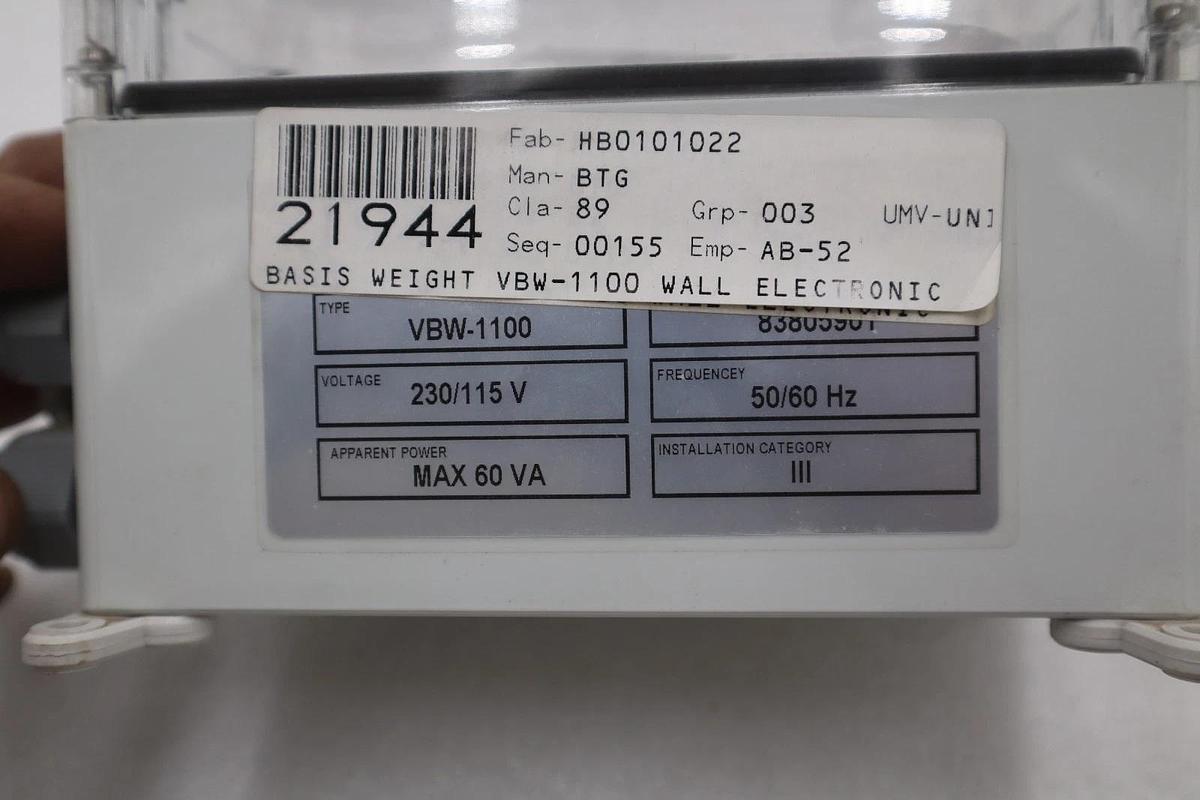 Fab- HB0101022
Man- BTG
Cla- 89 Grp- 003 UMV-UN
21944
Seq- 00155 Emp- AB-52
BASIS WEIGHT VBW-1100 WALL ELECTRONIC
TYPE
VBW-1100
VOLTAGE
230/115 V
FREQUENCEY
50/60 Hz
APPARENT POWER
MAX 60 VA
INSTALLATION CATEGORY
III